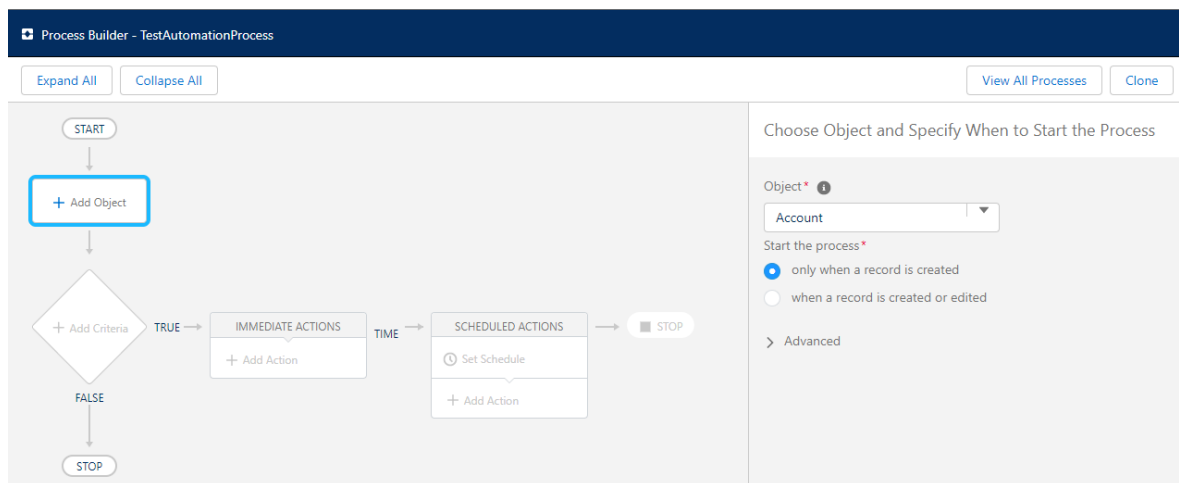 Process Builder - TestAutomationProcess
Expand All
Collapse All
View All Processes
Clone
START
+ Add Object
+ Add Criteria
TRUE
IMMEDIATE ACTIONS
+ Add Action
TIME
SCHEDULED ACTIONS
Set Schedule
+ Add Action
STOP
FALSE
STOP
Choose Object and Specify When to Start the Process
Object*
Account
Start the process*
only when a record is created
when a record is created or edited
Advanced